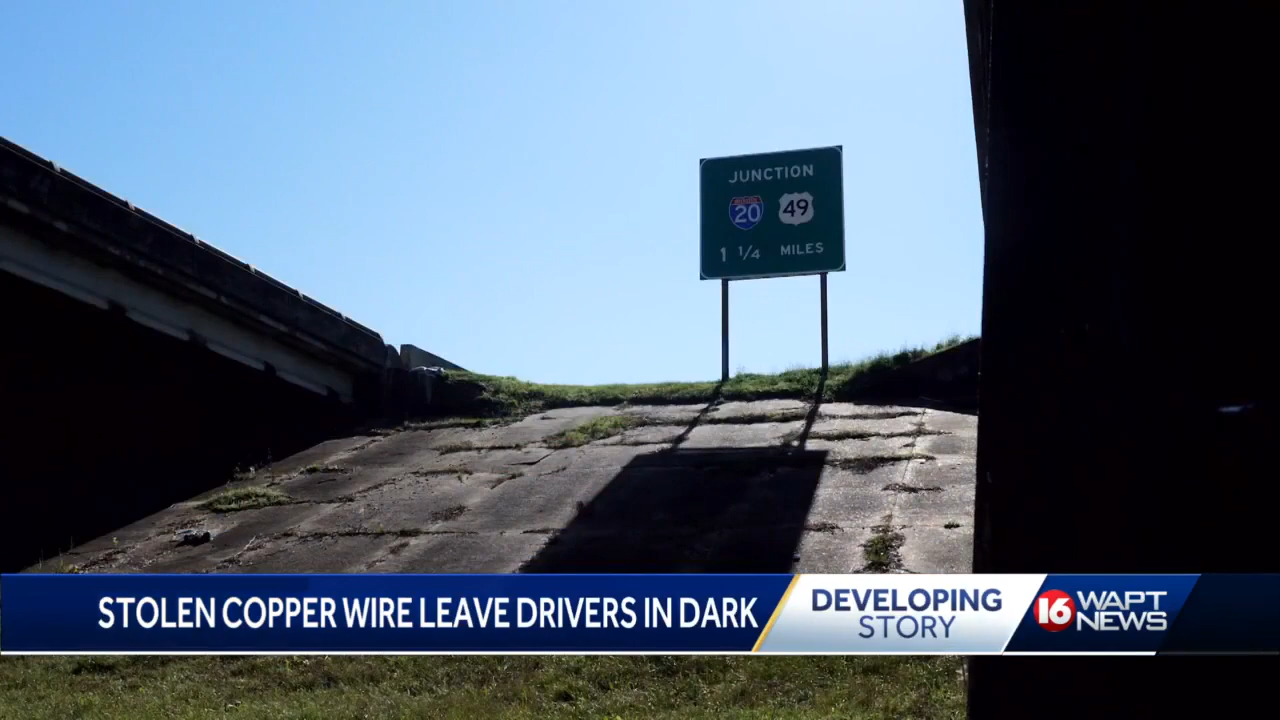 JUNCTION
20 49
1 1/4 MILES
STOLEN COPPER WIRE LEAVE DRIVERS IN DARK
DEVELOPING
STORY
16 WAPT
NEWS